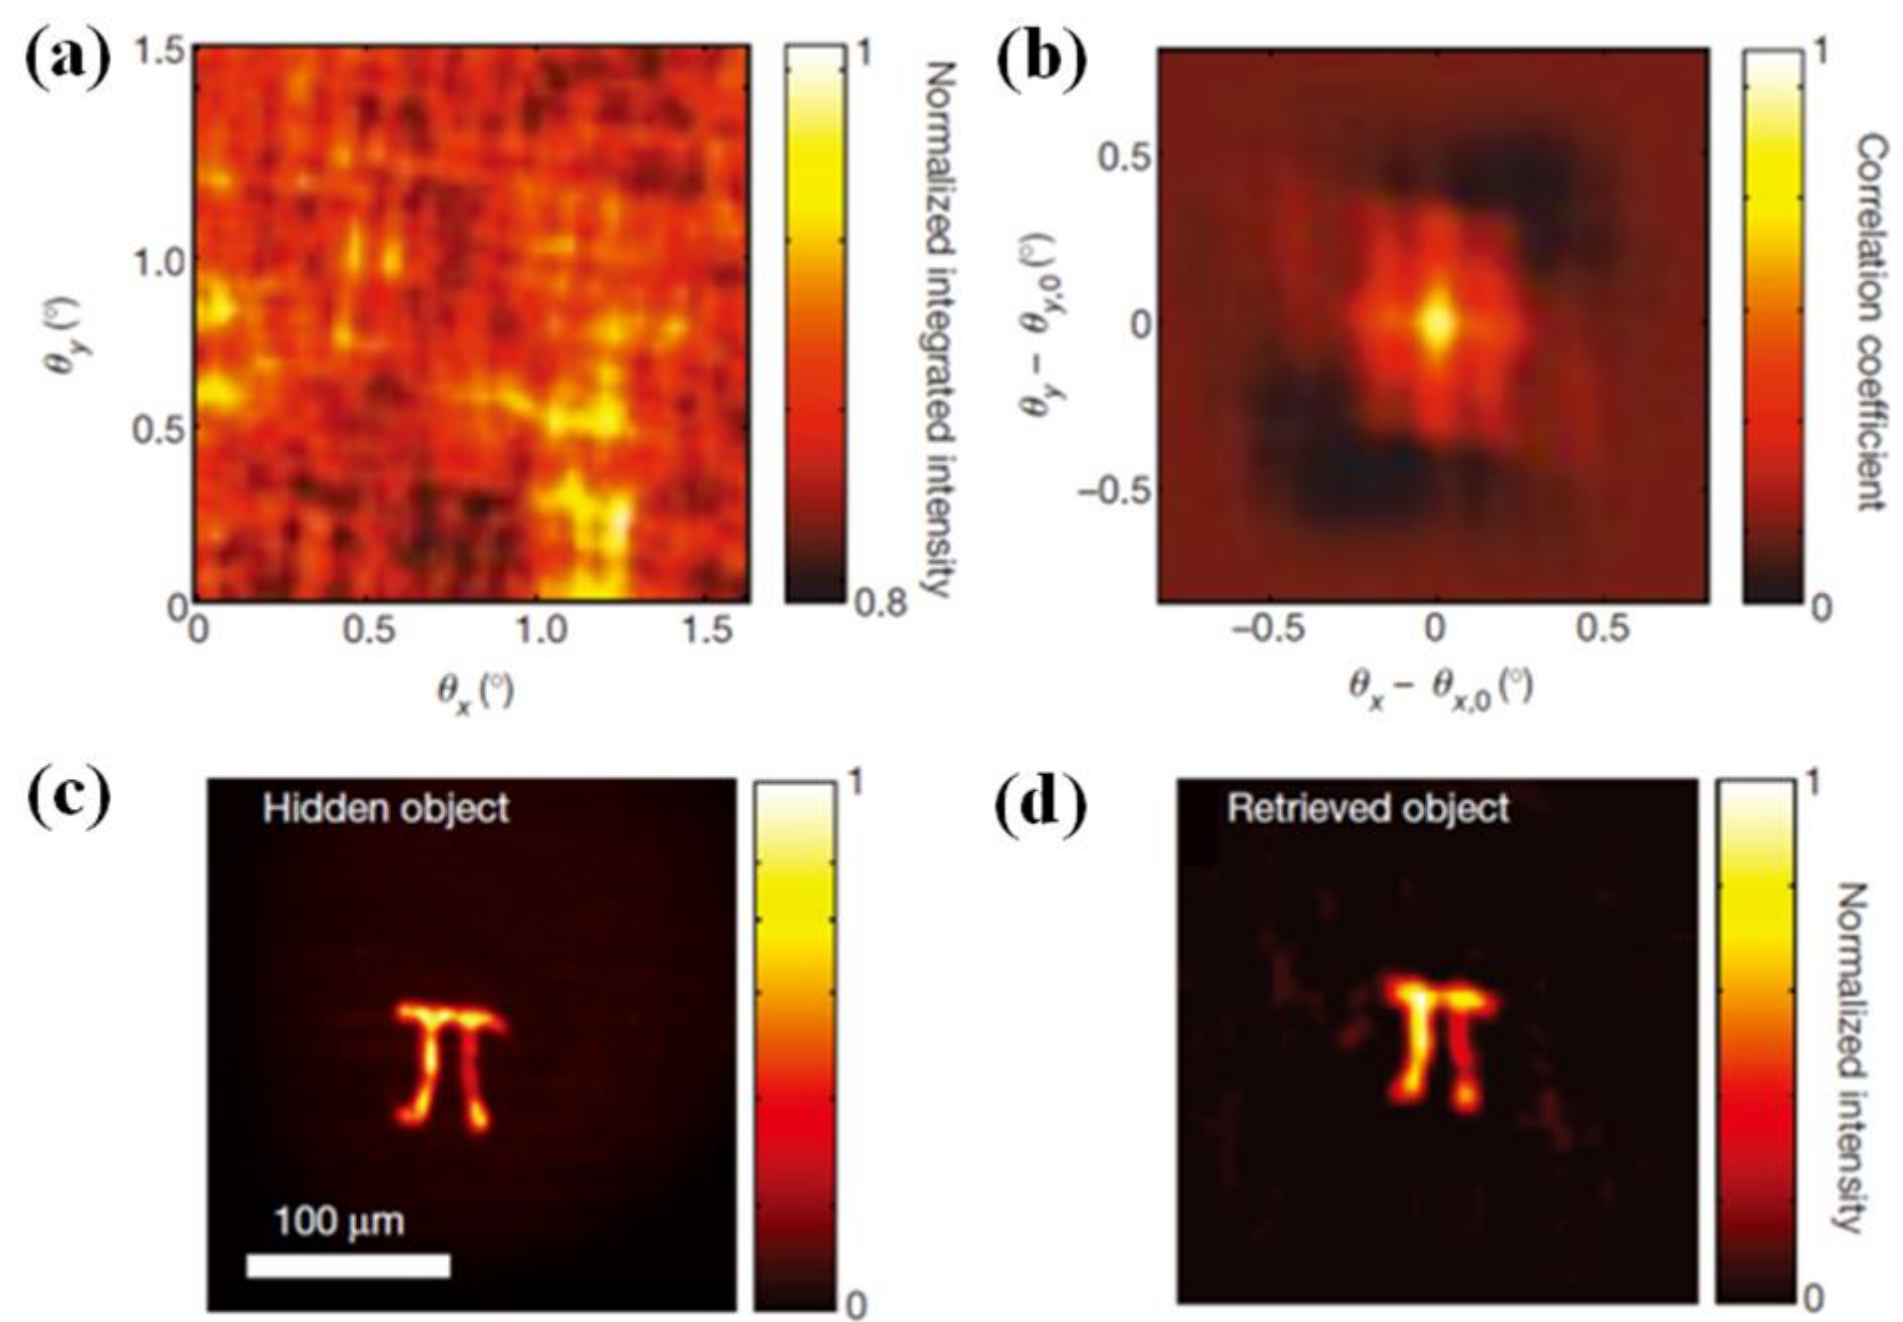 (a)
1.5
1.0
0.5
0
0
0.5
1.0
1.5
θy (°)
θx (°)
1
0.8
Normalized integrated intensity
(b)
0.5
0
−0.5
−0.5
0
0.5
θy − θy,0 (°)
θx − θx,0 (°)
1
0
Correlation coefficient
(c)
Hidden object
100 μm
1
0
(d)
Retrieved object
1
0
Normalized intensity